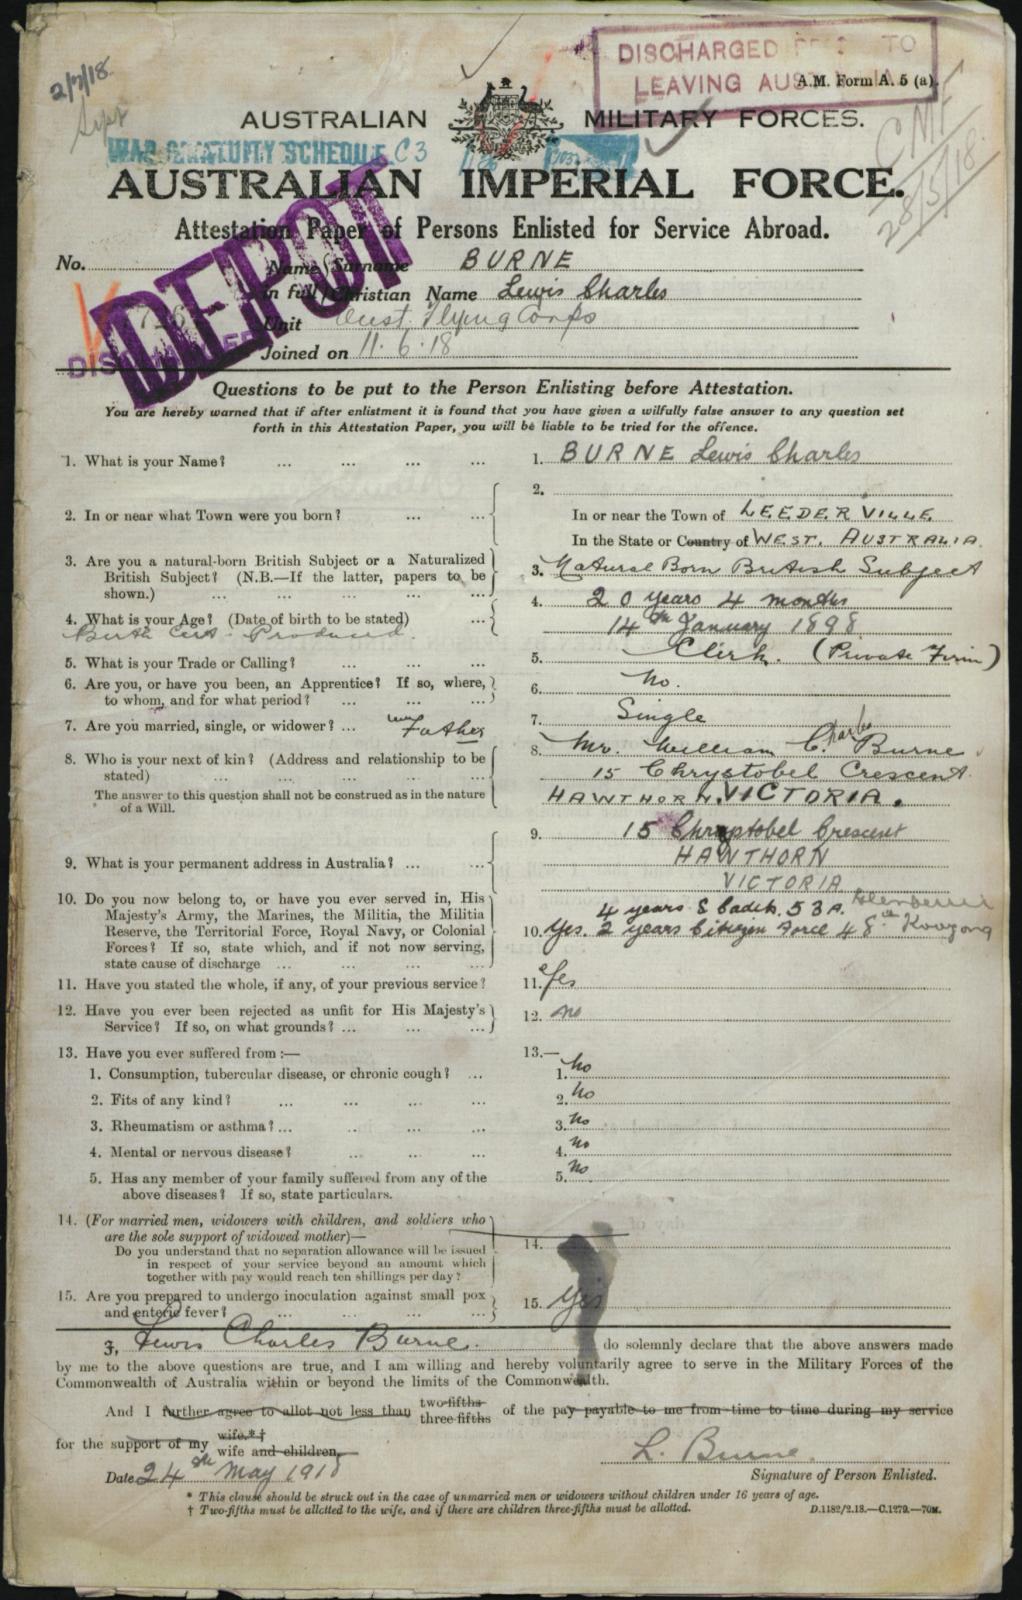 2/7/18
DISCHARGED TO
LEAVING AUS
A.M. Form A. 5 (a).
AUSTRALIAN MILITARY FORCES.
CMF
28/5/18
WAR GRATUITY SCHEDULE C3
AUSTRALIAN IMPERIAL FORCE.
Attestation Paper of Persons Enlisted for Service Abroad.
DEPOT
No. Name in full Surname BURNE
Christian Name Lewis Charles
Unit Aust. Flying Corps
Joined on 11.6.18
Questions to be put to the Person Enlisting before Attestation.
You are hereby warned that if after enlistment it is found that you have given a wilfully false answer to any question set
forth in this Attestation Paper, you will be liable to be tried for the offence.
1. What is your Name? ... ... ... ... 1. BURNE Lewis Charles
2. In or near what Town were you born? ... ... 2. In or near the Town of LEEDERVILLE
In the State or Country of WEST. AUSTRALIA
3. Are you a natural-born British Subject or a Naturalized
British Subject? (N.B.—If the latter, papers to be
shown.) ... ... ... ... 3. Natural Born British Subject
4. What is your Age? (Date of birth to be stated) ... 4. 20 years 4 months
Birth Cert. Produced. 14th January 1898
5. What is your Trade or Calling? ... ... ... 5. Clerk. (Private Firm)
6. Are you, or have you been, an Apprentice? If so, where,
to whom, and for what period? ... ... ... 6. No.
7. Are you married, single, or widower? ... 7. Single
Father
8. Who is your next of kin? (Address and relationship to be
stated) ... ... ... ... 8. Mr. William C. Charles Burne
15 Chrystobel Crescent
The answer to this question shall not be construed as in the nature
of a Will. HAWTHORN. VICTORIA.
9. What is your permanent address in Australia? ... ... 9. 15 Chrystobel Crescent
HAWTHORN
VICTORIA
10. Do you now belong to, or have you ever served in, His
Majesty's Army, the Marines, the Militia, the Militia
Reserve, the Territorial Force, Royal Navy, or Colonial
Forces? If so, state which, and if not now serving,
state cause of discharge ... ... ... ... 4 years S Cadets. 53A. Glenferrie
10. Yes. 2 years Citizen Force 48th Kooyong
11. Have you stated the whole, if any, of your previous service? 11. Yes
12. Have you ever been rejected as unfit for His Majesty's
Service? If so, on what grounds? ... ... ... 12. no
13. Have you ever suffered from:— 13.—
1. Consumption, tubercular disease, or chronic cough? ... 1. No
2. Fits of any kind? ... ... ... 2. No
3. Rheumatism or asthma? ... ... ... ... 3. No
4. Mental or nervous disease? ... ... ... 4. No
5. Has any member of your family suffered from any of the
above diseases? If so, state particulars. 5. No
14. (For married men, widowers with children, and soldiers who
are the sole support of widowed mother)—
Do you understand that no separation allowance will be issued
in respect of your service beyond an amount which
together with pay would reach ten shillings per day? 14.
15. Are you prepared to undergo inoculation against small pox
and enteric fever? ... ... ... ... 15. Yes
I, Lewis Charles Burne. do solemnly declare that the above answers made
by me to the above questions are true, and I am willing and hereby voluntarily agree to serve in the Military Forces of the
Commonwealth of Australia within or beyond the limits of the Commonwealth.
And I further agree to allot not less than two-fifths three-fifths of the pay payable to me from time to time during my service
for the support of my wife.*† wife and children.
L. Burne.
Date 24th May 1918 Signature of Person Enlisted.
* This clause should be struck out in the case of unmarried men or widowers without children under 16 years of age.
† Two-fifths must be allotted to the wife, and if there are children three-fifths must be allotted. D.1182/2.18.—C.1279.—70M.